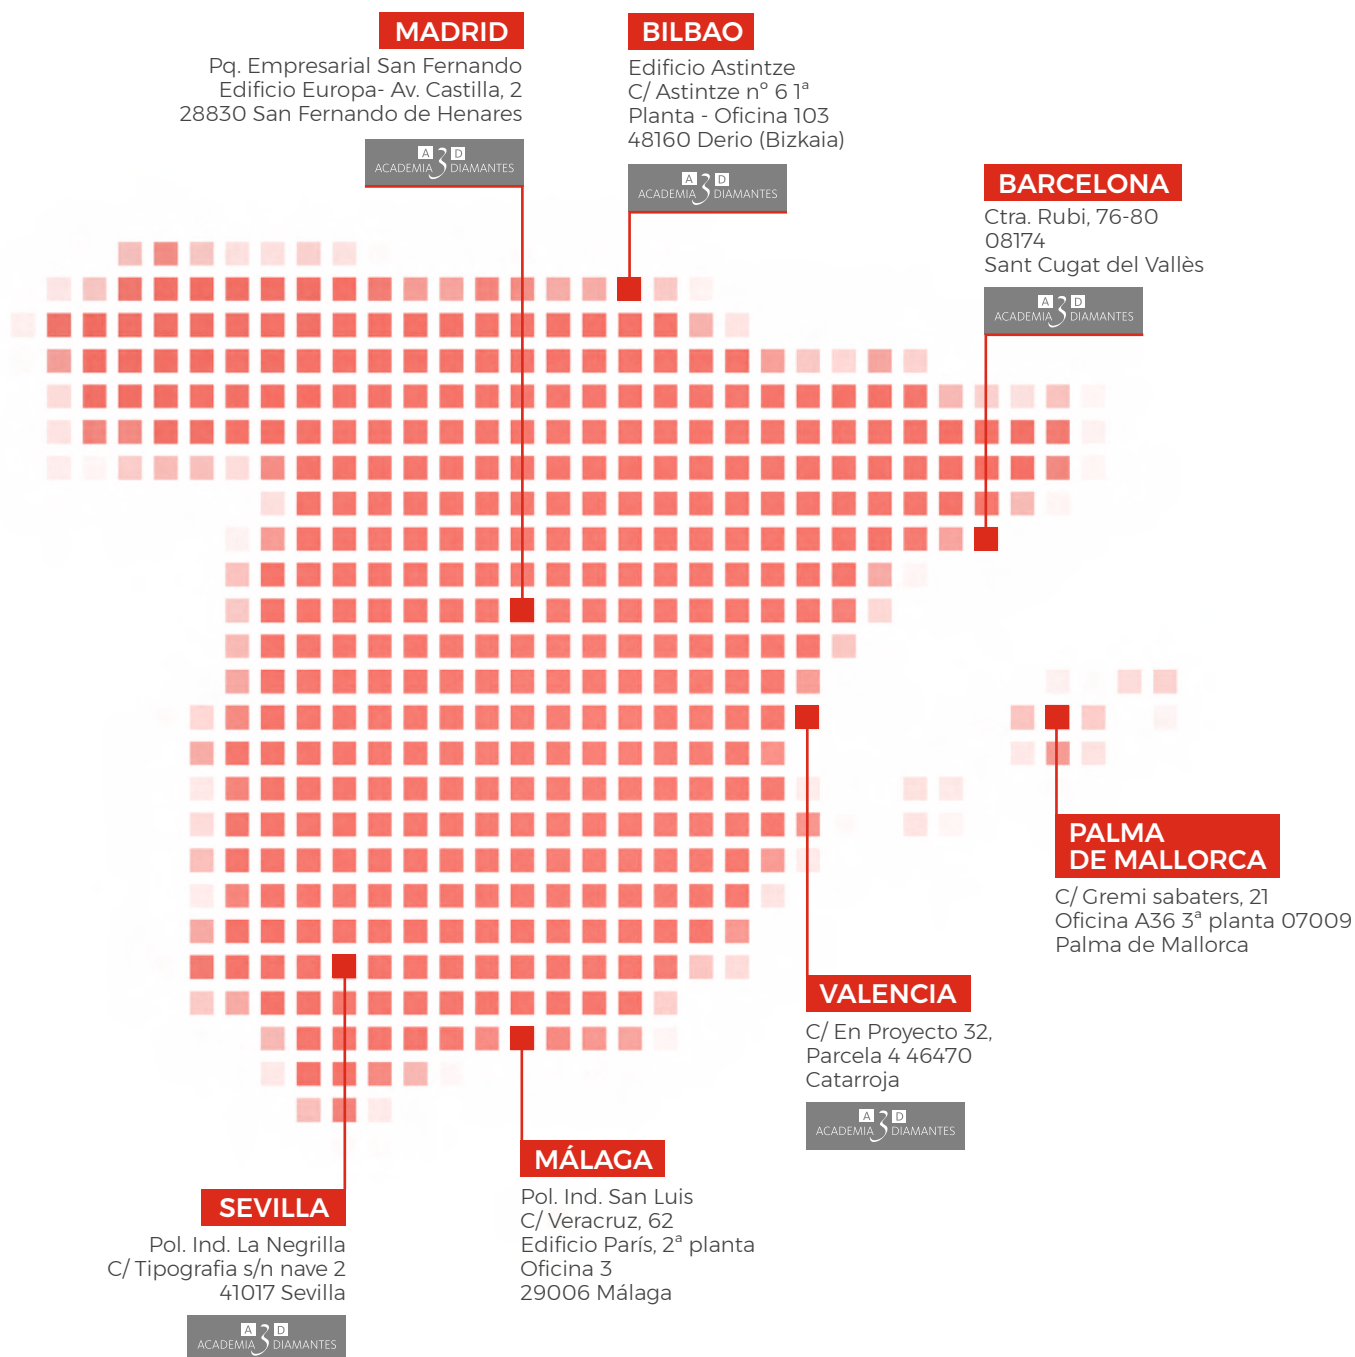 MADRID
Pq. Empresarial San Fernando
Edificio Europa- Av. Castilla, 2
28830 San Fernando de Henares
A D
ACADEMIA 3 DIAMANTES
BILBAO
Edificio Astintze
C/ Astintze nº 6 1ª
Planta - Oficina 103
48160 Derio (Bizkaia)
A D
ACADEMIA 3 DIAMANTES
BARCELONA
Ctra. Rubi, 76-80
08174
Sant Cugat del Vallès
A D
ACADEMIA 3 DIAMANTES
PALMA
DE MALLORCA
C/ Gremi sabaters, 21
Oficina A36 3ª planta 07009
Palma de Mallorca
VALENCIA
C/ En Proyecto 32,
Parcela 4 46470
Catarroja
A D
ACADEMIA 3 DIAMANTES
MÁLAGA
Pol. Ind. San Luis
C/ Veracruz, 62
Edificio París, 2ª planta
Oficina 3
29006 Málaga
SEVILLA
Pol. Ind. La Negrilla
C/ Tipografia s/n nave 2
41017 Sevilla
A D
ACADEMIA 3 DIAMANTES